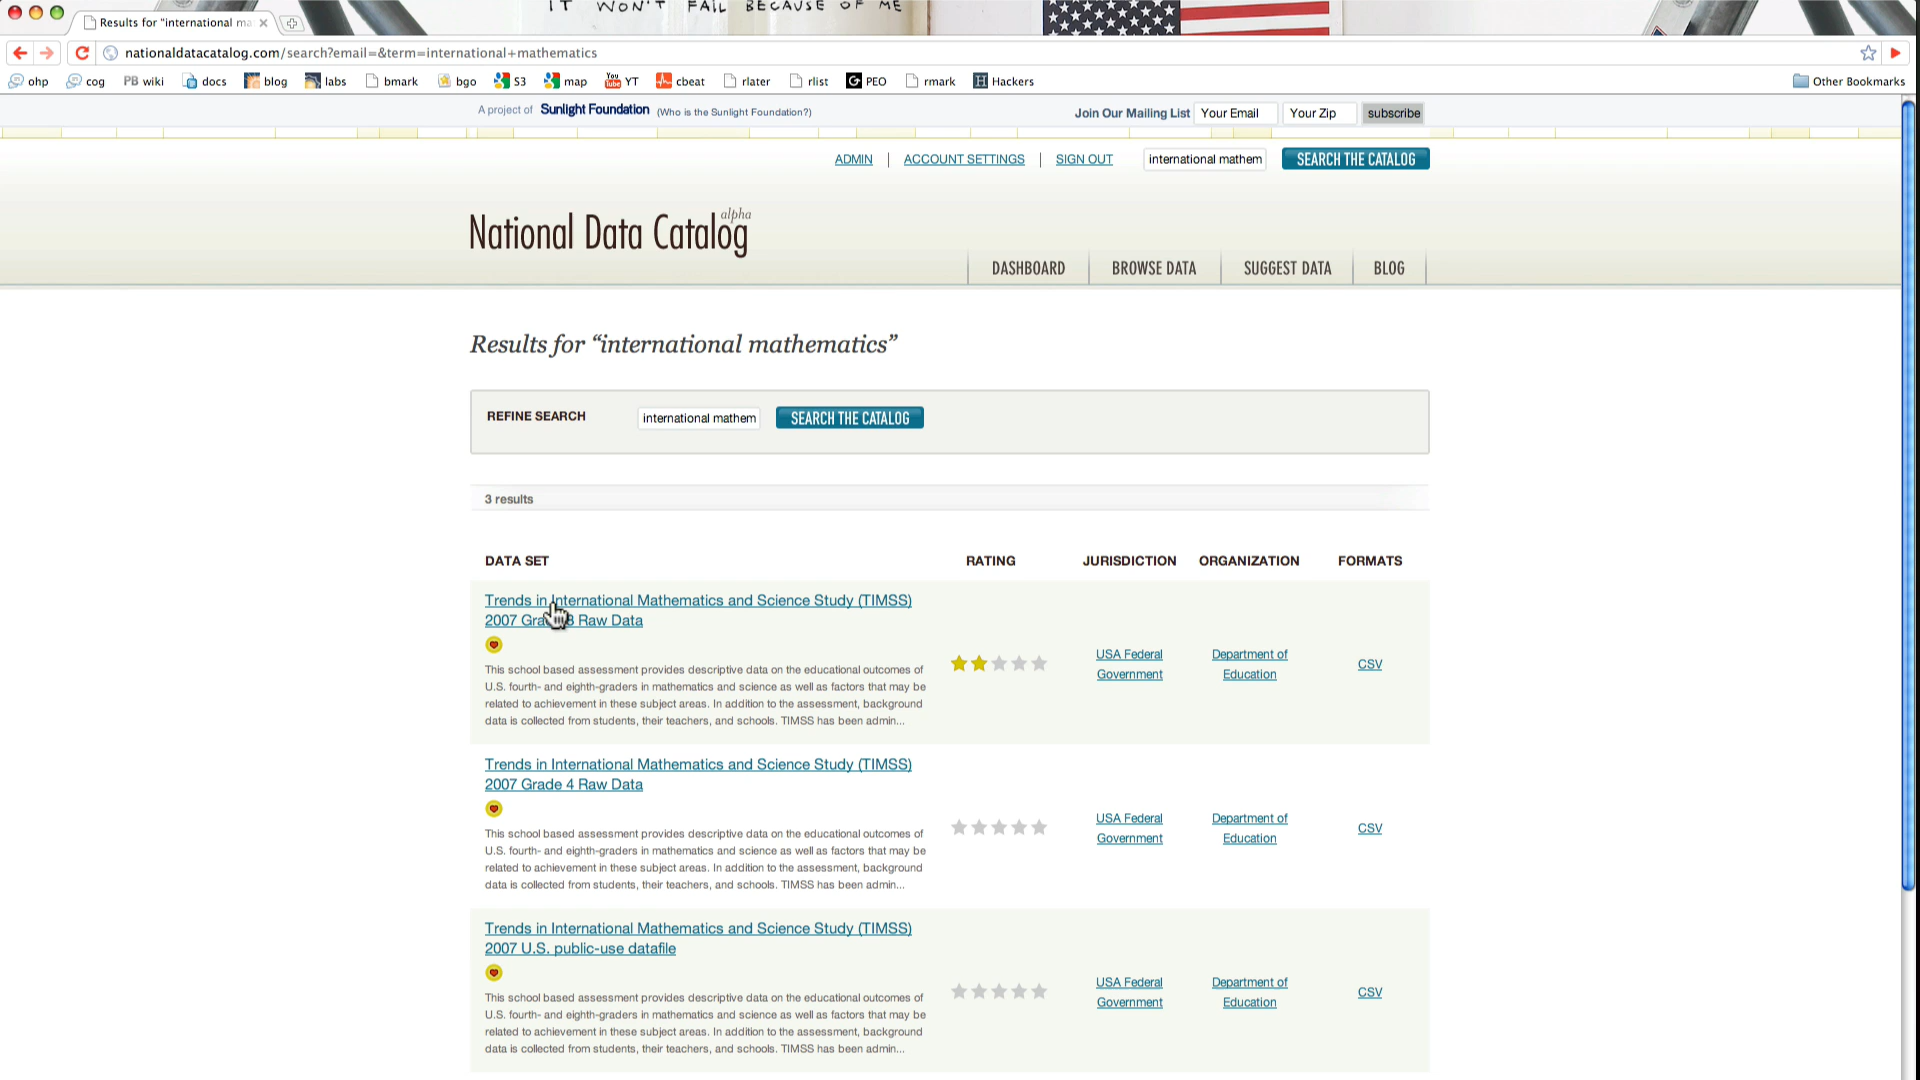 IT WON'T FAIL BECAUSE OF ME
Results for "international ma
nationaldatacatalog.com/search?email=&term=international+mathematics
ohp cog PB wiki docs blog labs bmark bgo S3 map YT cbeat rlater rlist PEO rmark Hackers Other Bookmarks
A project of Sunlight Foundation (Who is the Sunlight Foundation?) Join Our Mailing List Your Email Your Zip subscribe
ADMIN | ACCOUNT SETTINGS | SIGN OUT international mathem SEARCH THE CATALOG
National Data Catalog alpha
DASHBOARD BROWSE DATA SUGGEST DATA BLOG
Results for “international mathematics”
REFINE SEARCH international mathem SEARCH THE CATALOG
3 results
DATA SET RATING JURISDICTION ORGANIZATION FORMATS
Trends in International Mathematics and Science Study (TIMSS)
2007 Grade 8 Raw Data
This school based assessment provides descriptive data on the educational outcomes of
U.S. fourth- and eighth-graders in mathematics and science as well as factors that may be
related to achievement in these subject areas. In addition to the assessment, background
data is collected from students, their teachers, and schools. TIMSS has been admin...
USA Federal
Government
Department of
Education
CSV
Trends in International Mathematics and Science Study (TIMSS)
2007 Grade 4 Raw Data
This school based assessment provides descriptive data on the educational outcomes of
U.S. fourth- and eighth-graders in mathematics and science as well as factors that may be
related to achievement in these subject areas. In addition to the assessment, background
data is collected from students, their teachers, and schools. TIMSS has been admin...
USA Federal
Government
Department of
Education
CSV
Trends in International Mathematics and Science Study (TIMSS)
2007 U.S. public-use datafile
This school based assessment provides descriptive data on the educational outcomes of
U.S. fourth- and eighth-graders in mathematics and science as well as factors that may be
related to achievement in these subject areas. In addition to the assessment, background
data is collected from students, their teachers, and schools. TIMSS has been admin...
USA Federal
Government
Department of
Education
CSV